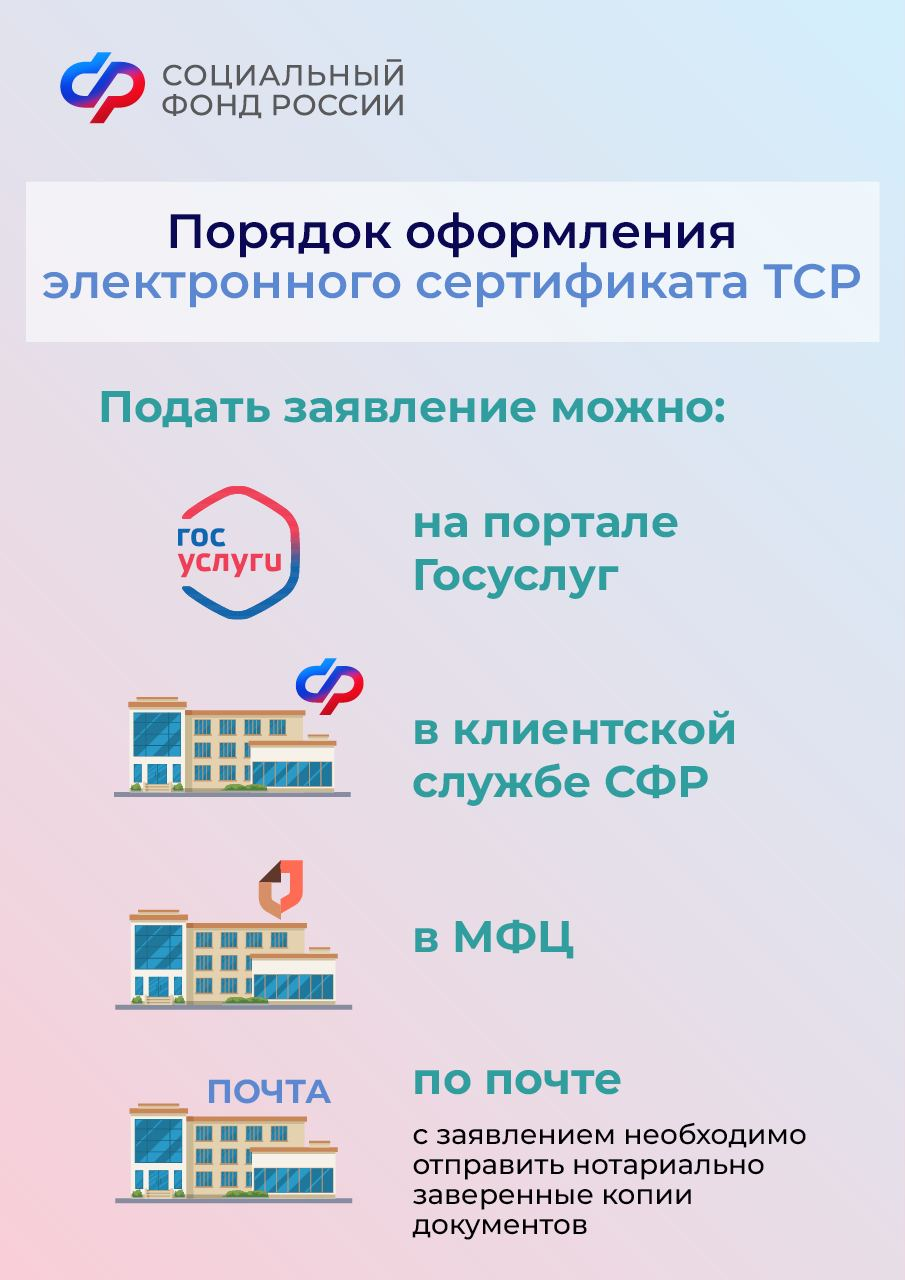 СОЦИАЛЬНЫЙ
ФОНД РОССИИ
Порядок оформления
электронного сертификата ТСР
Подать заявление можно:
гос
услуги
на портале
Госуслуг
в клиентской
службе СФР
в МФЦ
ПОЧТА
по почте
с заявлением необходимо
отправить нотариально
заверенные копии
документов